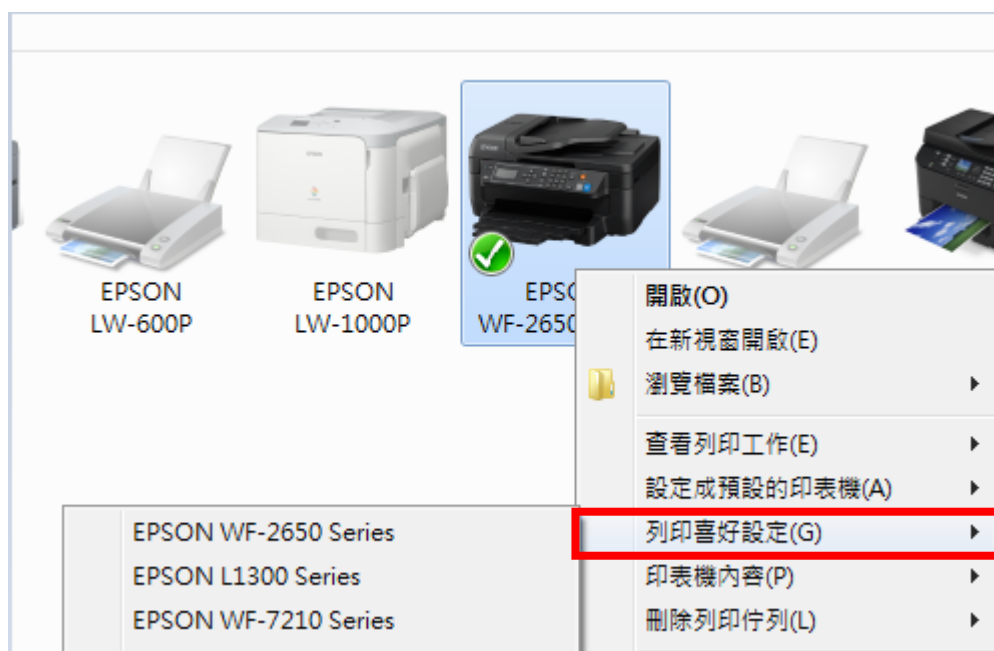 EPSON
LW-600P
EPSON
LW-1000P
EPSO
WF-2650
開啟(O)
在新視窗開啟(E)
瀏覽檔案(B)
查看列印工作(E)
設定成預設的印表機(A)
列印喜好設定(G)
印表機內容(P)
刪除列印佇列(L)
EPSON WF-2650 Series
EPSON L1300 Series
EPSON WF-7210 Series